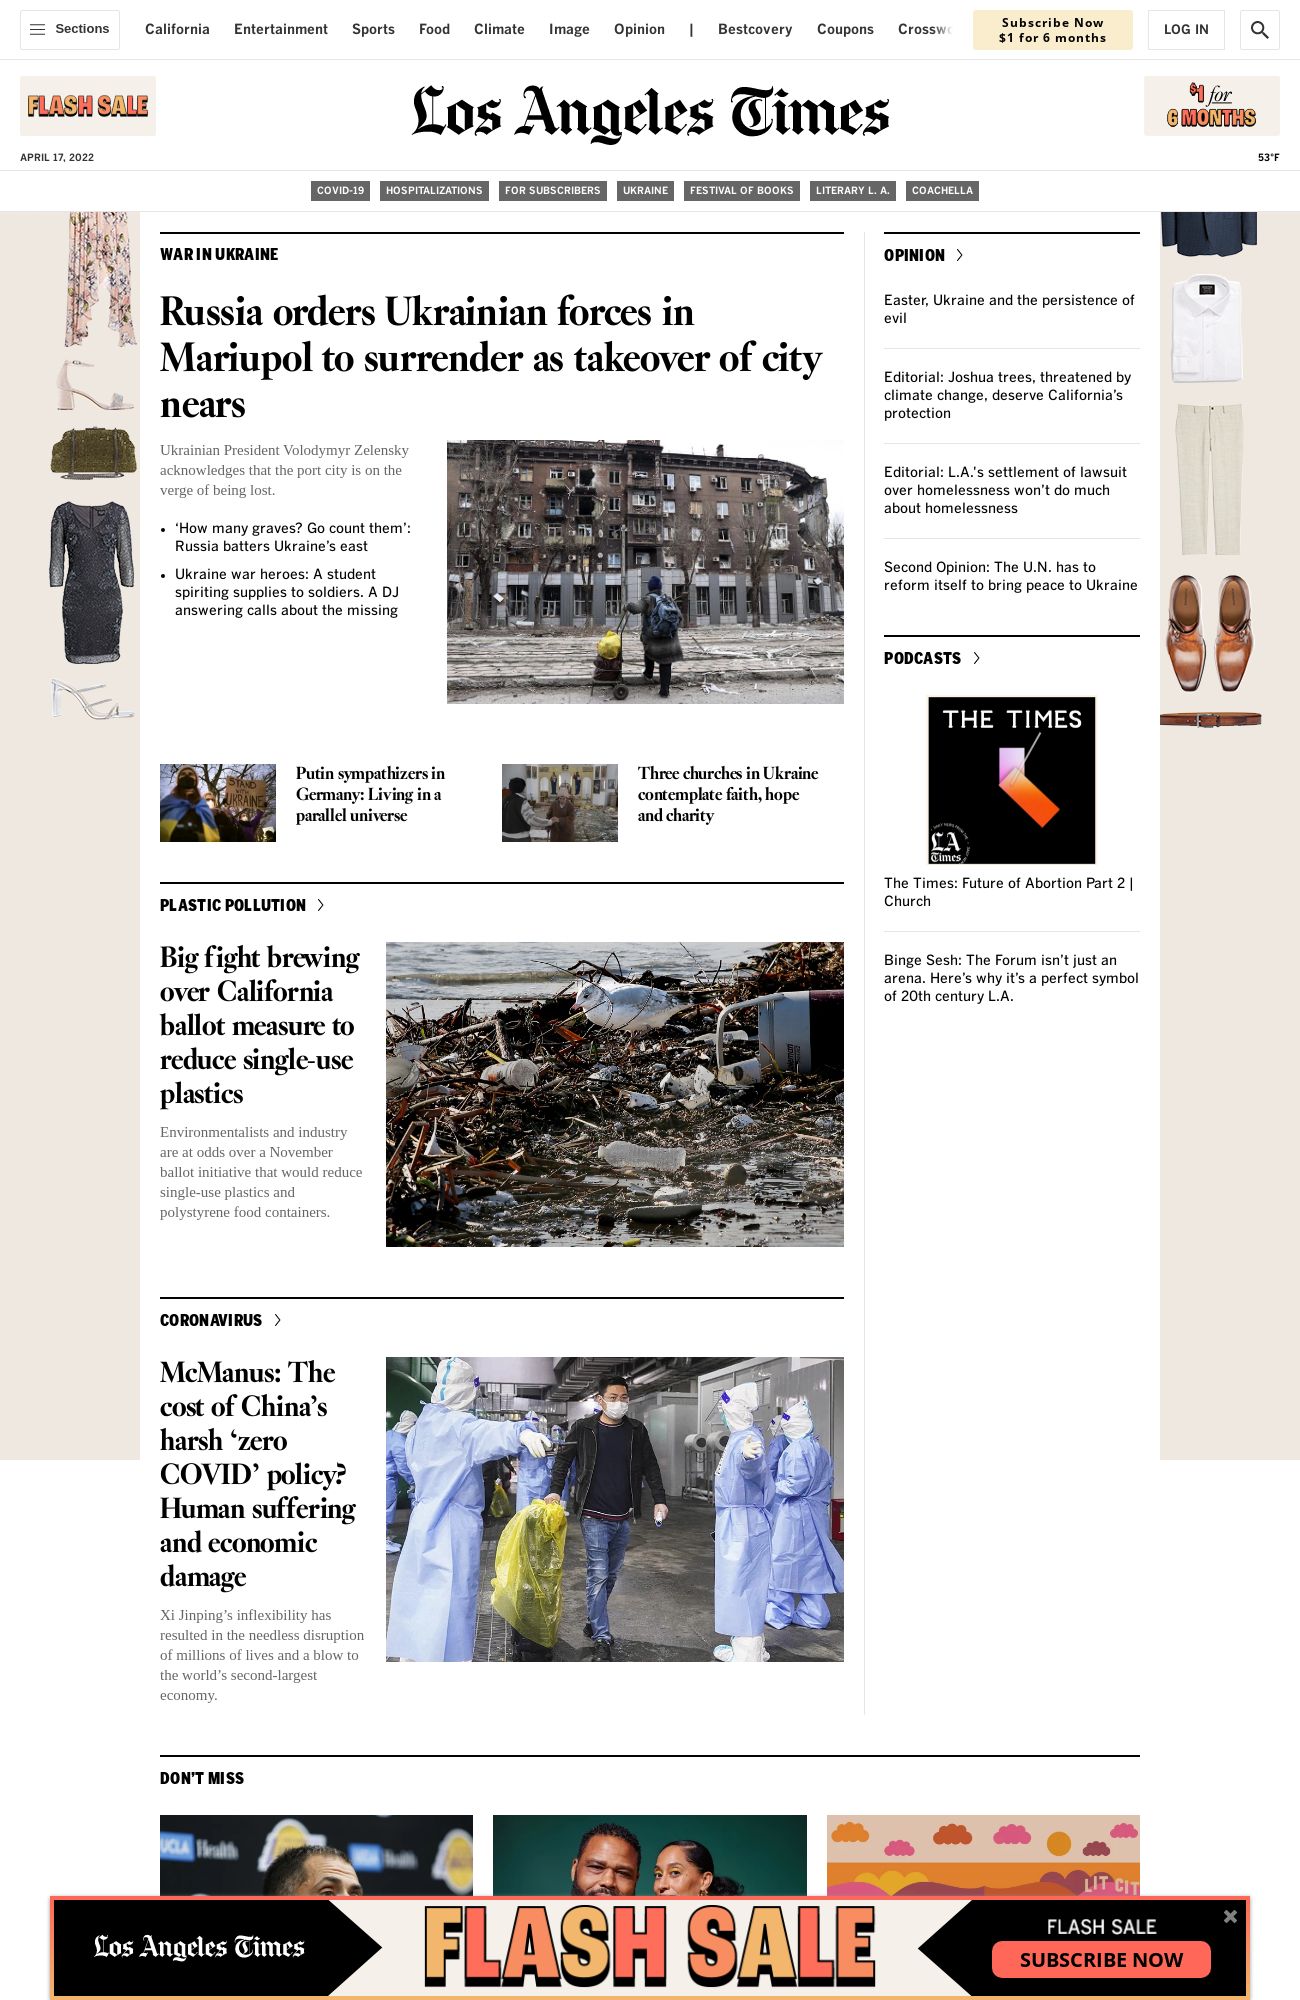 Sections
California
Entertainment
Sports
Food
Climate
Image
Opinion
|
Bestcovery
Coupons
Subscribe Now
$1 for 6 months
LOG IN
FLASH SALE
Los Angeles Times
$1 for
6 MONTHS
APRIL 17, 2022
53°F
COVID-19
HOSPITALIZATIONS
FOR SUBSCRIBERS
UKRAINE
FESTIVAL OF BOOKS
LITERARY L. A.
COACHELLA
WAR IN UKRAINE
Russia orders Ukrainian forces in
Mariupol to surrender as takeover of city
nears
Ukrainian President Volodymyr Zelensky
acknowledges that the port city is on the
verge of being lost.
• ‘How many graves? Go count them’:
Russia batters Ukraine’s east
• Ukraine war heroes: A student
spiriting supplies to soldiers. A DJ
answering calls about the missing
STAND
WITH
UKRAINE
Putin sympathizers in
Germany: Living in a
parallel universe
Three churches in Ukraine
contemplate faith, hope
and charity
PLASTIC POLLUTION
Big fight brewing
over California
ballot measure to
reduce single-use
plastics
Environmentalists and industry
are at odds over a November
ballot initiative that would reduce
single-use plastics and
polystyrene food containers.
CORONAVIRUS
McManus: The
cost of China’s
harsh ‘zero
COVID’ policy?
Human suffering
and economic
damage
Xi Jinping’s inflexibility has
resulted in the needless disruption
of millions of lives and a blow to
the world’s second-largest
economy.
OPINION
Easter, Ukraine and the persistence of
evil
Editorial: Joshua trees, threatened by
climate change, deserve California’s
protection
Editorial: L.A.’s settlement of lawsuit
over homelessness won’t do much
about homelessness
Second Opinion: The U.N. has to
reform itself to bring peace to Ukraine
PODCASTS
THE TIMES
LA
Times
The Times: Future of Abortion Part 2 |
Church
Binge Sesh: The Forum isn’t just an
arena. Here’s why it’s a perfect symbol
of 20th century L.A.
DON’T MISS
UCLA Health
LIT CIT
Los Angeles Times
FLASH SALE
FLASH SALE
SUBSCRIBE NOW